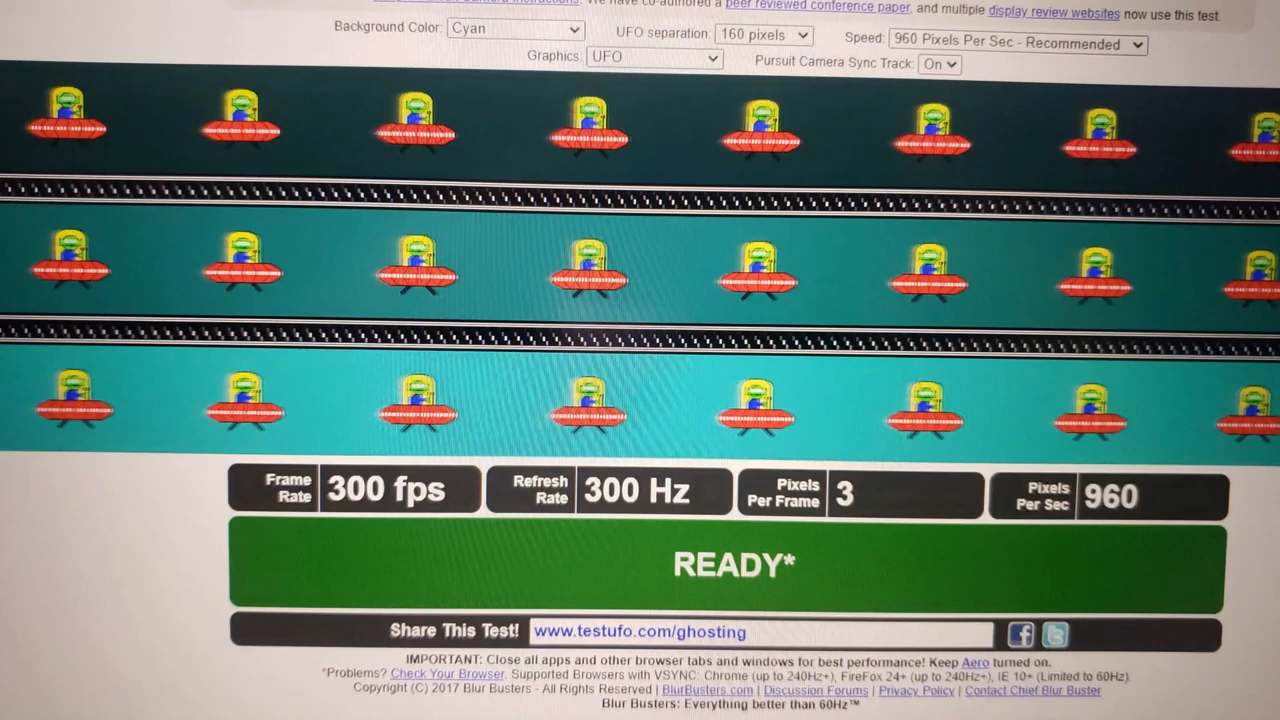 We have co-authored a peer reviewed conference paper, and multiple display review websites now use this test.
Background Color: Cyan UFO separation: 160 pixels Speed: 960 Pixels Per Sec - Recommended
Graphics: UFO Pursuit Camera Sync Track: On
Frame Rate 300 fps Refresh Rate 300 Hz Pixels Per Frame 3 Pixels Per Sec 960
READY*
Share This Test! www.testufo.com/ghosting
IMPORTANT: Close all apps and other browser tabs and windows for best performance! Keep Aero turned on.
*Problems? Check Your Browser. Supported Browsers with VSYNC: Chrome (up to 240Hz+), FireFox 24+ (up to 240Hz+), IE 10+ (Limited to 60Hz).
Copyright (C) 2017 Blur Busters - All Rights Reserved | BlurBusters.com | Discussion Forums | Privacy Policy | Contact Chief Blur Buster
Blur Busters: Everything better than 60Hz™